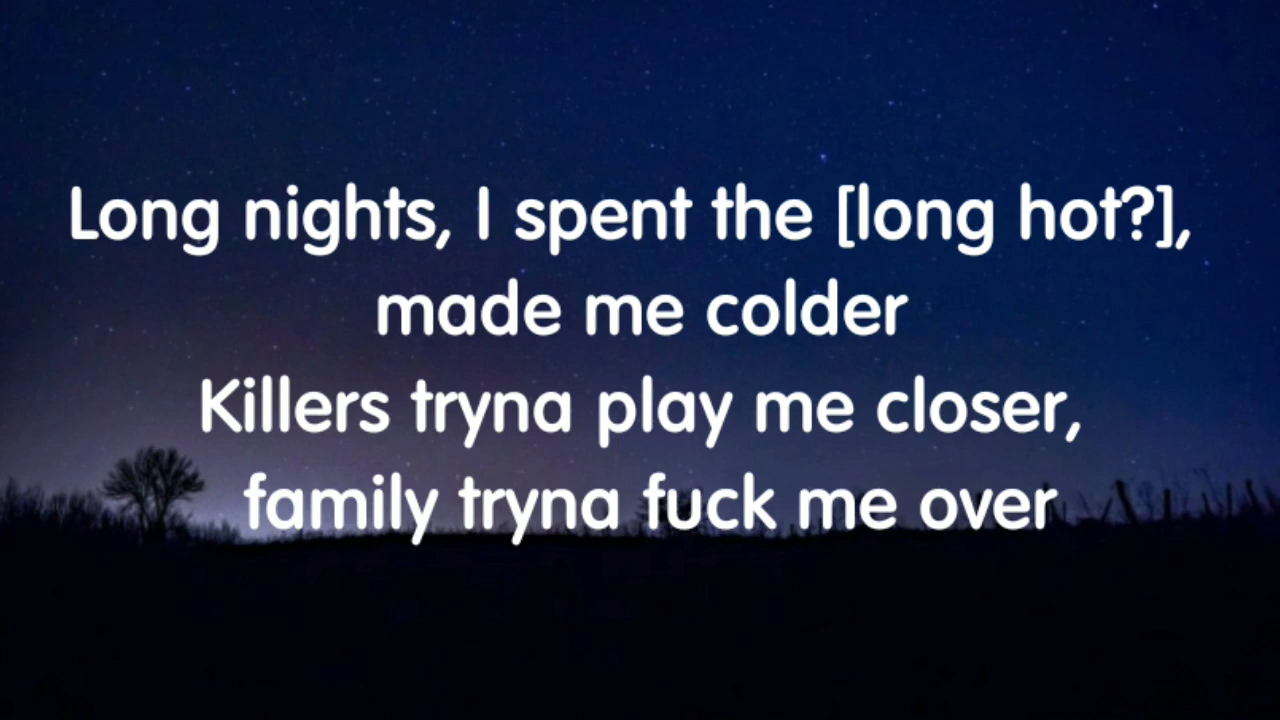 Long nights, I spent the [long hot?],
made me colder
Killers tryna play me closer,
family tryna fuck me over